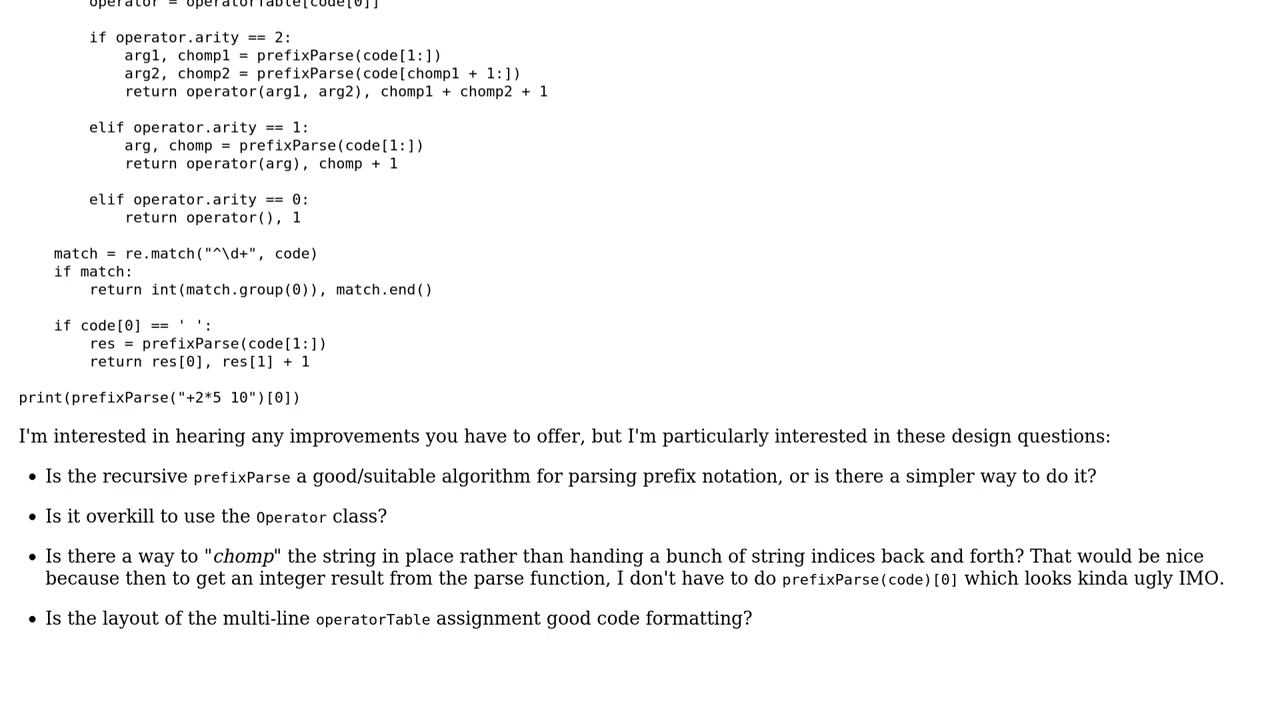 operator = operatorTable[code[0]]
if operator.arity == 2:
arg1, chomp1 = prefixParse(code[1:])
arg2, chomp2 = prefixParse(code[chomp1 + 1:])
return operator(arg1, arg2), chomp1 + chomp2 + 1
elif operator.arity == 1:
arg, chomp = prefixParse(code[1:])
return operator(arg), chomp + 1
elif operator.arity == 0:
return operator(), 1
match = re.match("^\d+", code)
if match:
return int(match.group(0)), match.end()
if code[0] == ' ':
res = prefixParse(code[1:])
return res[0], res[1] + 1
print(prefixParse("+2*5 10")[0])
I'm interested in hearing any improvements you have to offer, but I'm particularly interested in these design questions:
• Is the recursive prefixParse a good/suitable algorithm for parsing prefix notation, or is there a simpler way to do it?
• Is it overkill to use the Operator class?
• Is there a way to "chomp" the string in place rather than handing a bunch of string indices back and forth? That would be nice
because then to get an integer result from the parse function, I don't have to do prefixParse(code)[0] which looks kinda ugly IMO.
• Is the layout of the multi-line operatorTable assignment good code formatting?